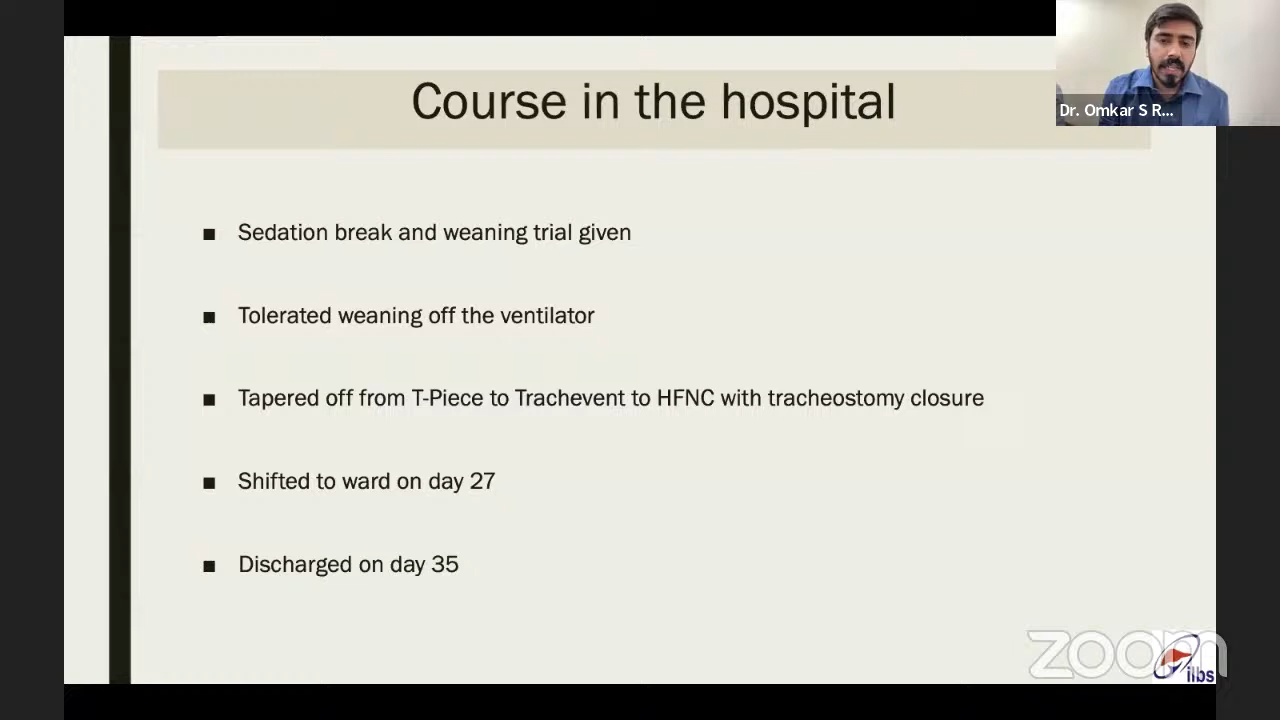 Course in the hospital
Dr. Omkar S R...
■ Sedation break and weaning trial given
■ Tolerated weaning off the ventilator
■ Tapered off from T-Piece to Trachevent to HFNC with tracheostomy closure
■ Shifted to ward on day 27
■ Discharged on day 35
zoom
ilbs